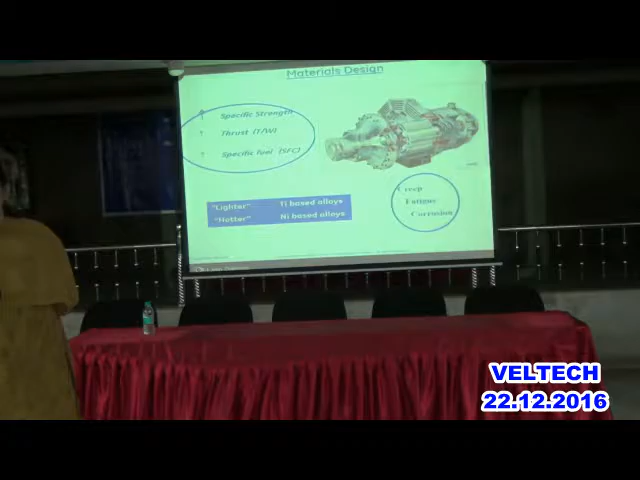 Materials Design
Specific Strength
Thrust (T/W)
Specific fuel (SFC)
"Lighter" Ti based alloys
"Hotter" Ni based alloys
Creep
Fatigue
Corrosion
VELTECH
22.12.2016